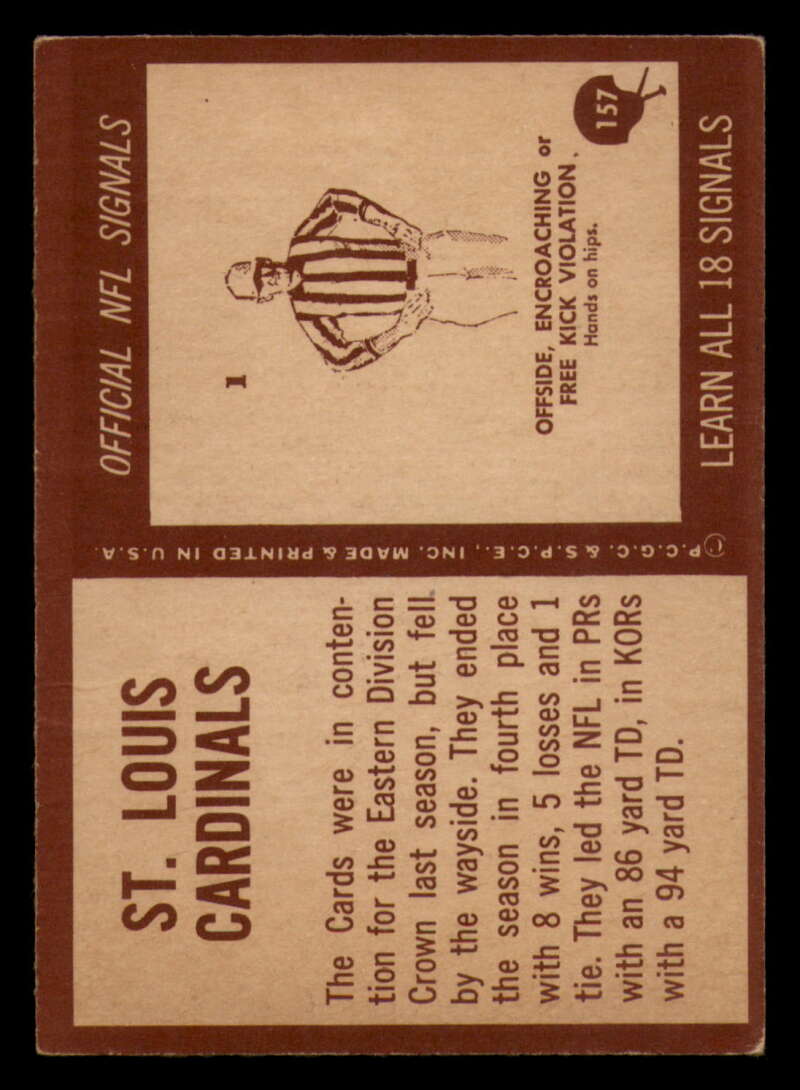 ST. LOUIS
CARDINALS
The Cards were in conten-
tion for the Eastern Division
Crown last season, but fell
by the wayside. They ended
the season in fourth place
with 8 wins, 5 losses and 1
tie. They led the NFL in PRs
with an 86 yard TD, in KORs
with a 94 yard TD.
© P.C.G.C. & S.P.C.E., INC. MADE & PRINTED IN U.S.A.
OFFICIAL NFL SIGNALS
1
OFFSIDE, ENCROACHING or
FREE KICK VIOLATION.
Hands on hips.
157
LEARN ALL 18 SIGNALS